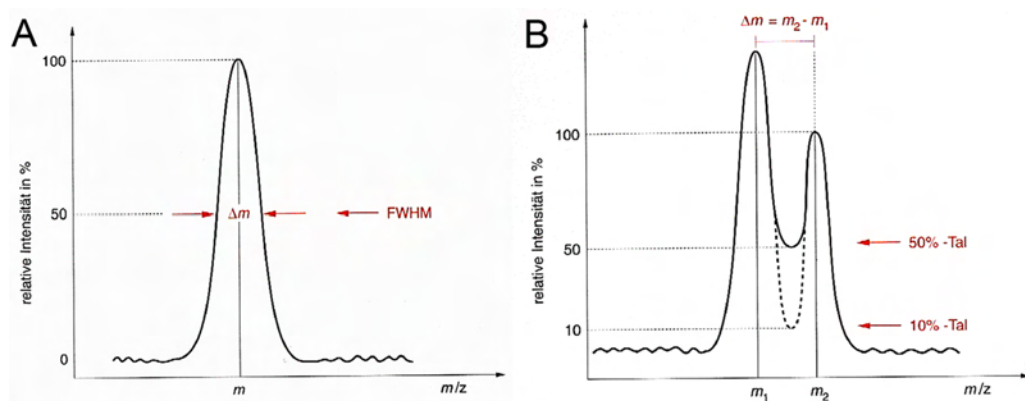 A
relative Intensität in %
100
50
0
Δm
FWHM
m
m/z
B
Δm = m₂ - m₁
relative Intensität in %
100
50
10
50% -Tal
10% -Tal
m₁
m₂
m/z